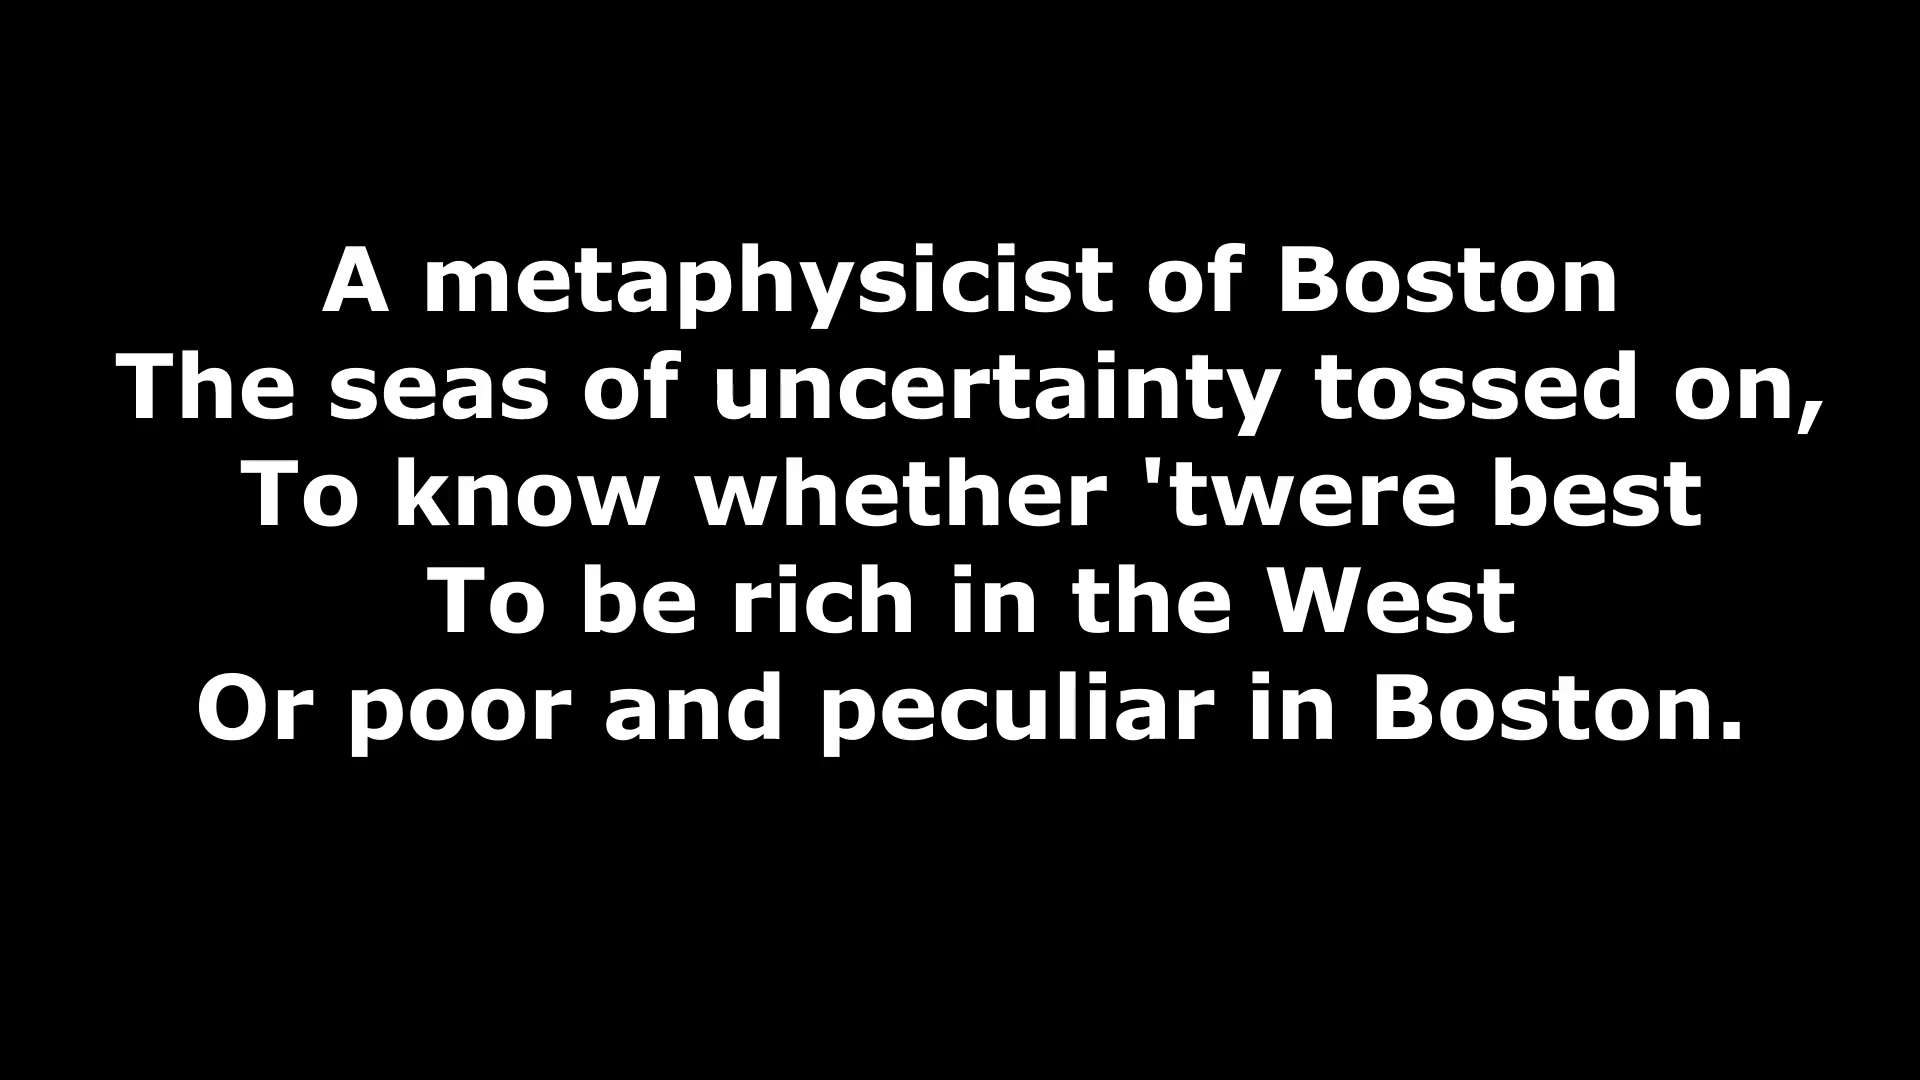 A metaphysicist of Boston
The seas of uncertainty tossed on,
To know whether 'twere best
To be rich in the West
Or poor and peculiar in Boston.